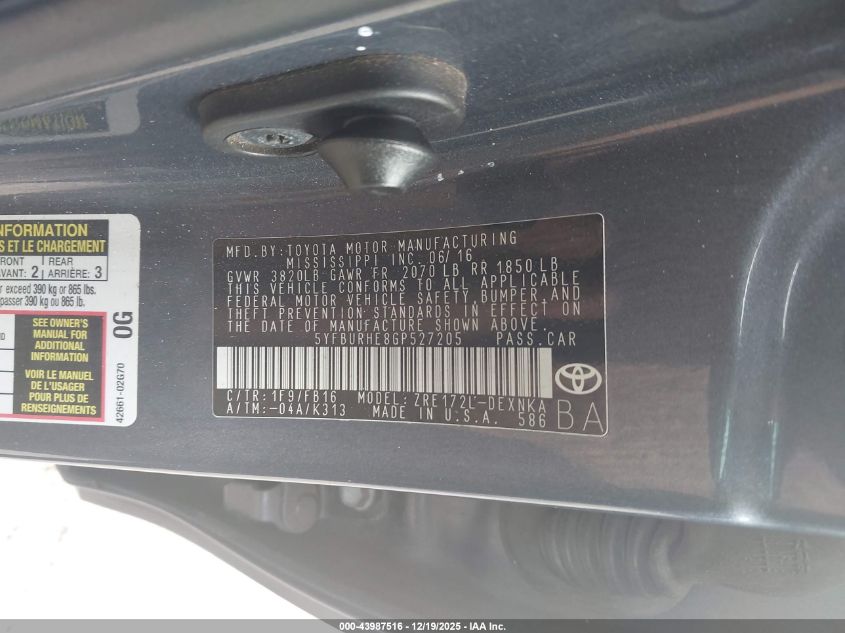 INFORMATION
S ET LE CHARGEMENT
FRONT REAR
AVANT: 2 ARRIÈRE: 3
r exceed 390 kg or 865 lbs.
passer 390 kg ou 865 lb.
SEE OWNER'S
MANUAL FOR
ADDITIONAL
INFORMATION
VOIR LE MANUEL
DE L'USAGER
POUR PLUS DE
RENSEIGNEMENTS
0G
42661-02G70
MFD.BY:TOYOTA MOTOR MANUFACTURING
MISSISSIPPI INC. 06/16
GVWR 3820LB GAWR FR 2070 LB RR 1850 LB
THIS VEHICLE CONFORMS TO ALL APPLICABLE
FEDERAL MOTOR VEHICLE SAFETY, BUMPER, AND
THEFT PREVENTION STANDARDS IN EFFECT ON
THE DATE OF MANUFACTURE SHOWN ABOVE.
5YFBURHE8GP527205 PASS.CAR
C/TR: 1F9/FB16 MODEL: ZRE172L-DEXNKA
A/TM: -04A/K313 MADE IN U.S.A. 586 BA
000-43987516 - 12/19/2025 - IAA Inc.